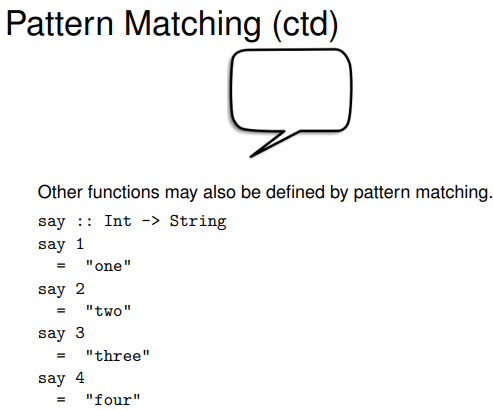 Pattern Matching (ctd)
Other functions may also be defined by pattern matching.
say :: Int -> String
say 1
  =  "one"
say 2
  =  "two"
say 3
  =  "three"
say 4
  =  "four"